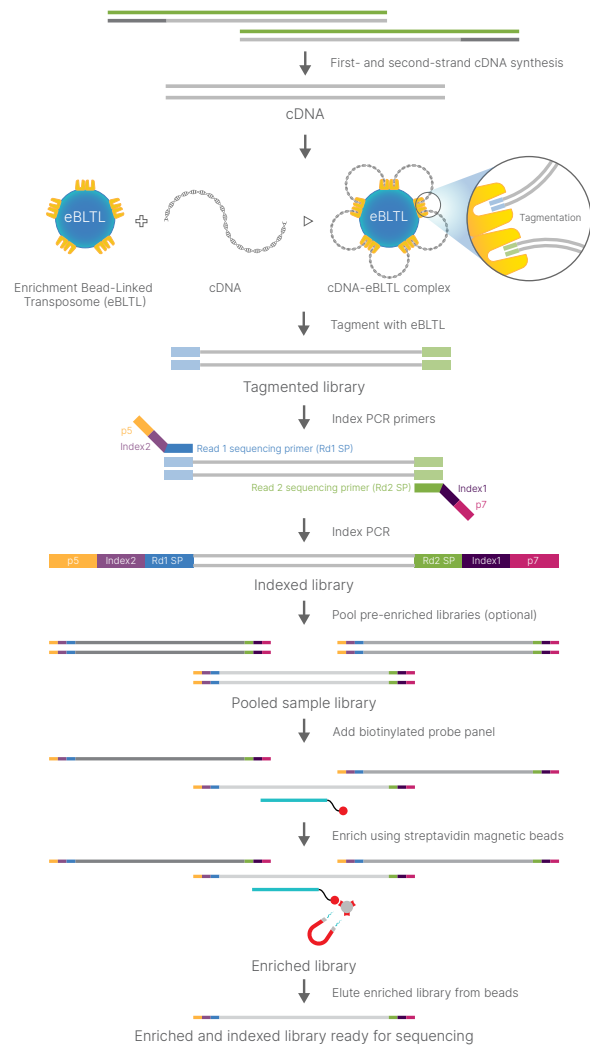 First- and second-strand cDNA synthesis
cDNA
eBLTL
eBLTL
Tagmentation
Enrichment Bead-Linked
Transposome (eBLTL)
cDNA
cDNA-eBLTL complex
Tagment with eBLTL
Tagmented library
Index PCR primers
p5
Index2
Read 1 sequencing primer (Rd1 SP)
Read 2 sequencing primer (Rd2 SP)
Index1
p7
Index PCR
p5 Index2 Rd1 SP Rd2 SP Index1 p7
Indexed library
Pool pre-enriched libraries (optional)
Pooled sample library
Add biotinylated probe panel
Enrich using streptavidin magnetic beads
Enriched library
Elute enriched library from beads
Enriched and indexed library ready for sequencing